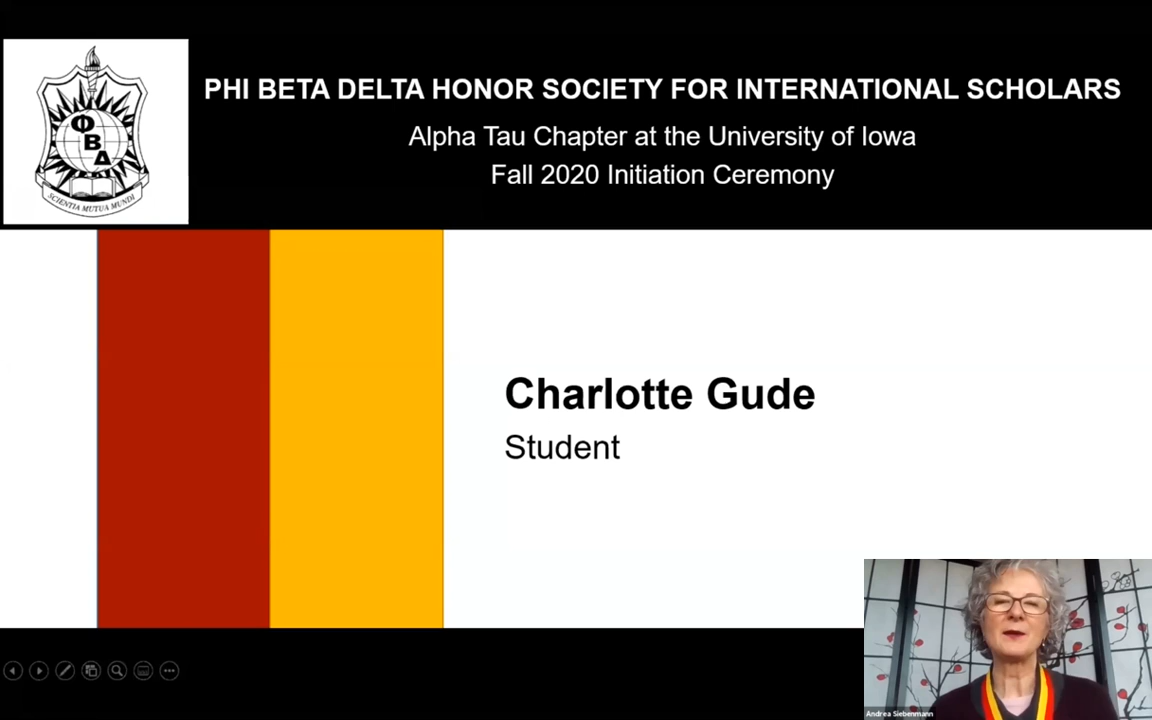 Φ
Β
Δ
SCIENTIA MUTUA MUNDI
PHI BETA DELTA HONOR SOCIETY FOR INTERNATIONAL SCHOLARS
Alpha Tau Chapter at the University of Iowa
Fall 2020 Initiation Ceremony
Charlotte Gude
Student
Andrea Siebenmann